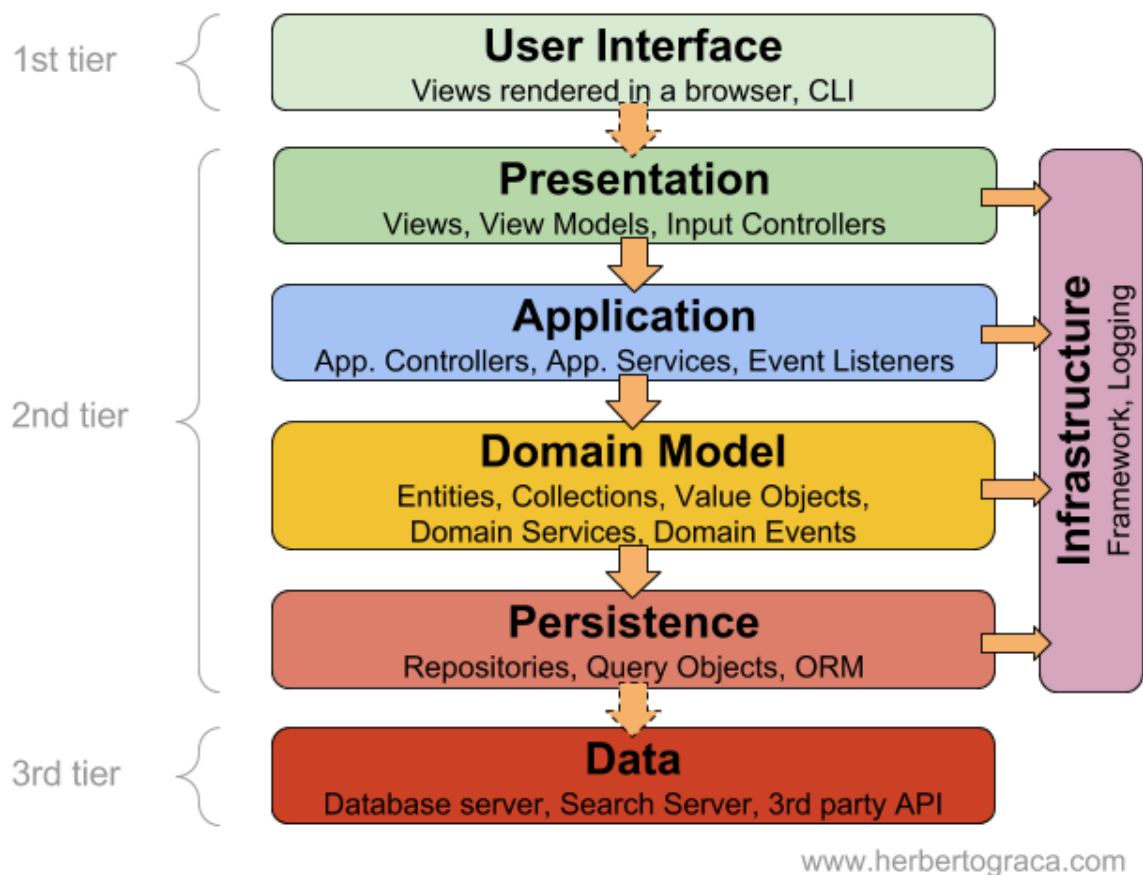 1st tier
User Interface
Views rendered in a browser, CLI
2nd tier
Presentation
Views, View Models, Input Controllers
Application
App. Controllers, App. Services, Event Listeners
Domain Model
Entities, Collections, Value Objects,
Domain Services, Domain Events
Persistence
Repositories, Query Objects, ORM
Infrastructure
Framework, Logging
3rd tier
Data
Database server, Search Server, 3rd party API
www.herbertograca.com